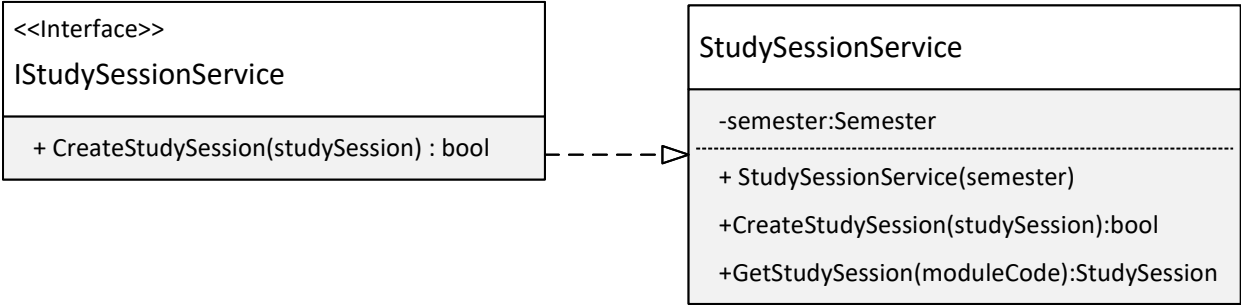 <<Interface>>
IStudySessionService
+ CreateStudySession(studySession) : bool
StudySessionService
-semester:Semester
+ StudySessionService(semester)
+CreateStudySession(studySession):bool
+GetStudySession(moduleCode):StudySession